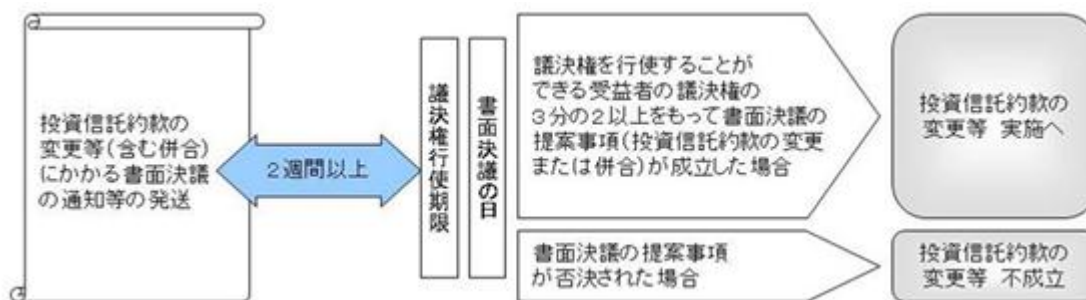 投資信託約款の
変更等(含む併合)
にかかる書面決議
の通知等の発送
2週間以上
議決権行使期限
書面決議の日
議決権を行使することが
できる受益者の議決権の
3分の2以上をもって書面決議の
提案事項(投資信託約款の変更
または併合)が成立した場合
投資信託約款の
変更等 実施へ
書面決議の提案事項
が否決された場合
投資信託約款の
変更等 不成立